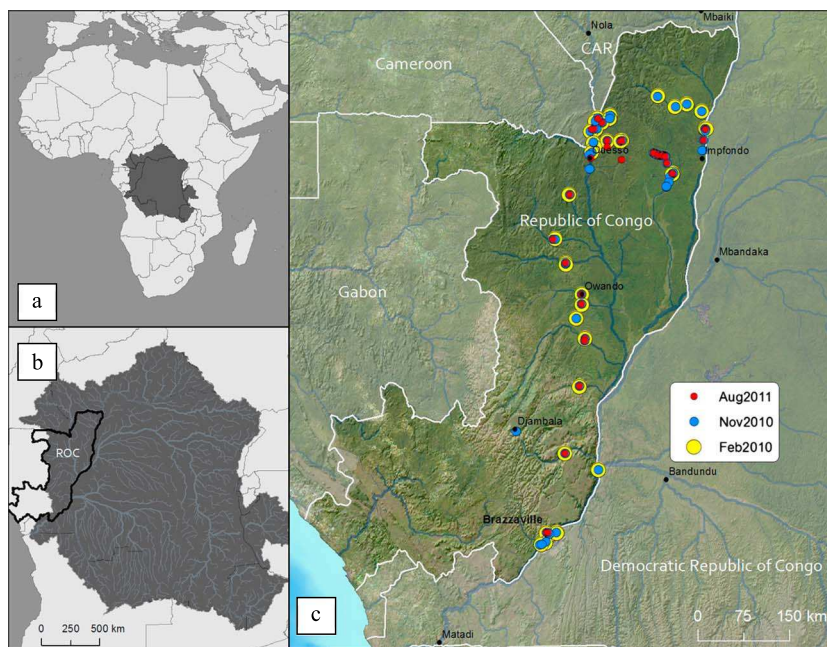 a
b
ROC
0 250 500 km
Nola
Mbaiki
CAR
Cameroon
Ouesso
Impfondo
Republic of Congo
Mbandaka
Gabon
Owando
Aug2011
Nov2010
Feb2010
Djambala
Bandundu
Brazzaville
Democratic Republic of Congo
c
0 75 150 km
Matadi